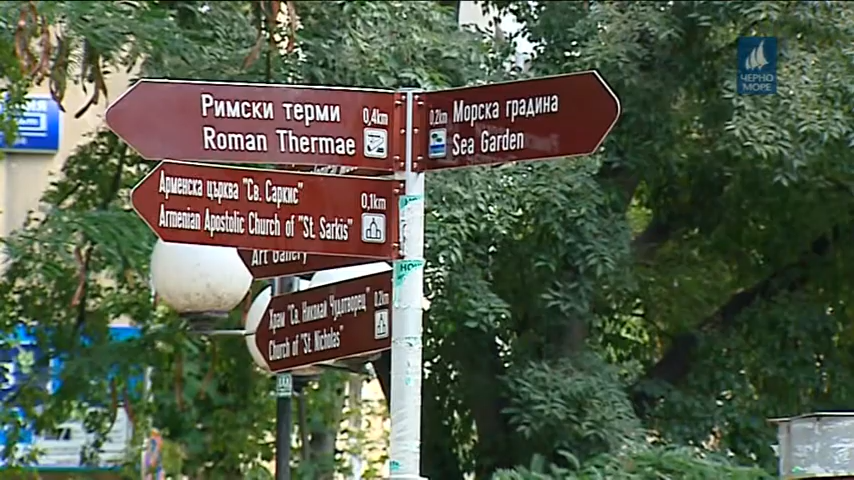 ЧЕРНО
МОРЕ
Римски терми
Roman Thermae
0,4km
0,2km
Морска градина
Sea Garden
Арменска църква "Св. Саркис"
Armenian Apostolic Church of "St. Sarkis"
0,1km
Art Gallery
Храм "Св. Николай Чудотворец"
Church of "St. Nicholas"
0,2km